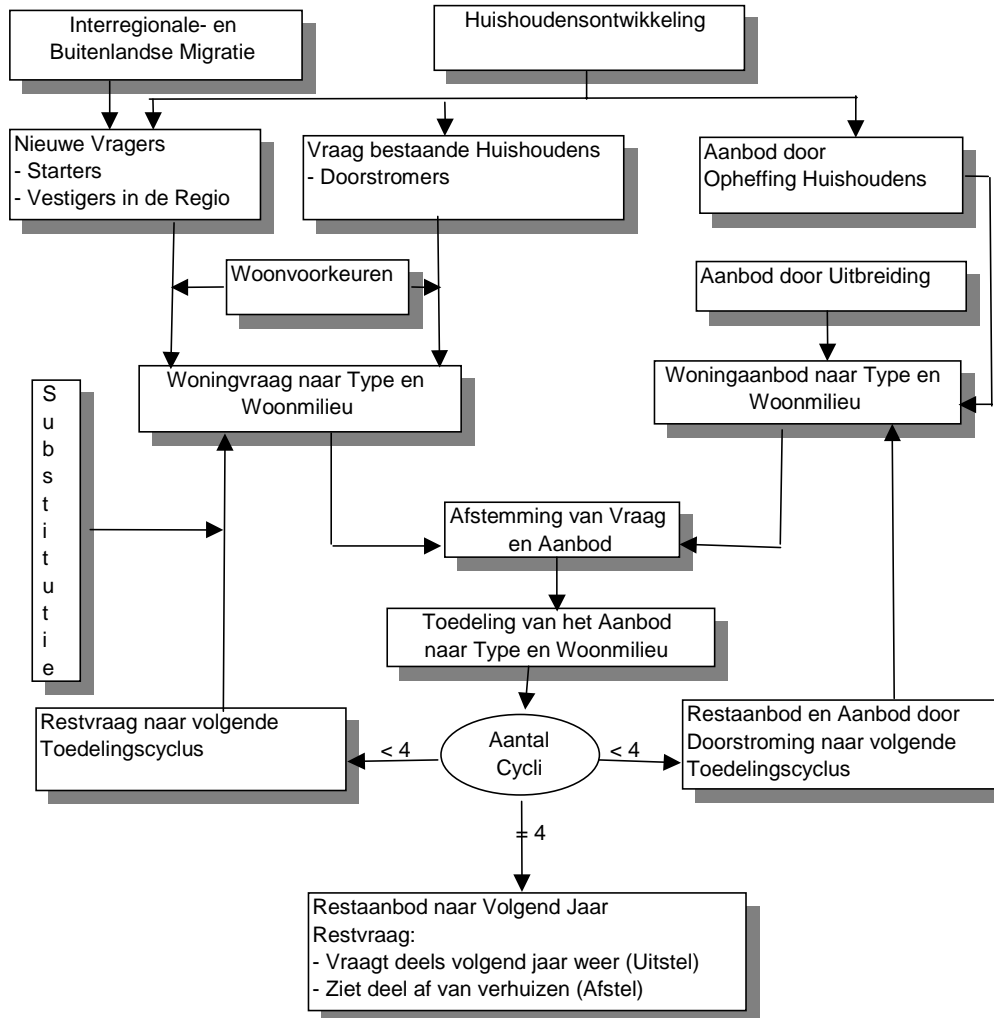 Interregionale- en
Buitenlandse Migratie
Huishoudensontwikkeling
Nieuwe Vragers
- Starters
- Vestigers in de Regio
Vraag bestaande Huishoudens
- Doorstromers
Aanbod door
Opheffing Huishoudens
Woonvoorkeuren
Aanbod door Uitbreiding
Woningvraag naar Type en
Woonmilieu
Woningaanbod naar Type en
Woonmilieu
S
u
b
s
t
i
t
u
t
i
e
Afstemming van Vraag
en Aanbod
Toedeling van het Aanbod
naar Type en Woonmilieu
Restvraag naar volgende
Toedelingscyclus
< 4
Aantal
Cycli
< 4
Restaanbod en Aanbod door
Doorstroming naar volgende
Toedelingscyclus
= 4
Restaanbod naar Volgend Jaar
Restvraag:
- Vraagt deels volgend jaar weer (Uitstel)
- Ziet deel af van verhuizen (Afstel)